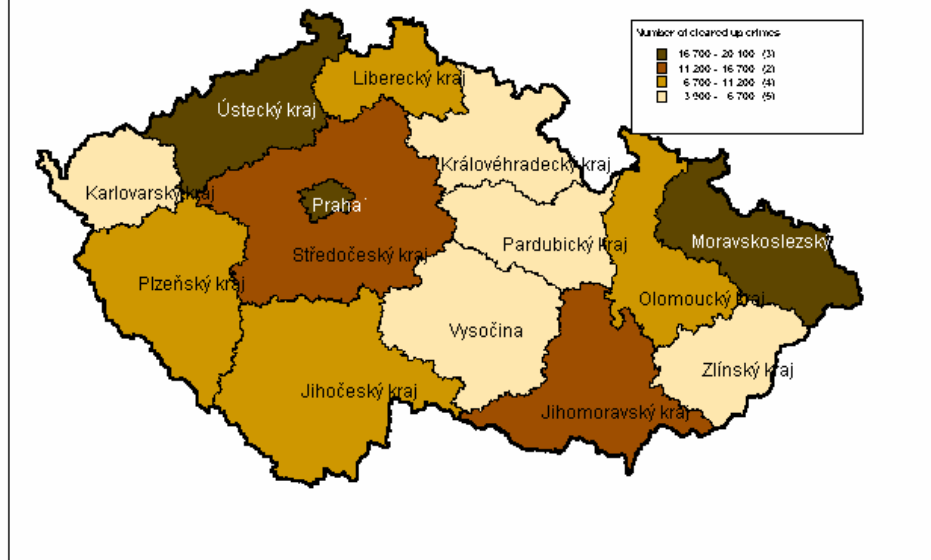 Number of cleared up crimes
16 700 - 20 100 (3)
11 200 - 16 700 (2)
6 700 - 11 200 (4)
3 900 - 6 700 (5)
Liberecký kraj
Ústecký kraj
Královéhradecký kraj
Karlovarský kraj
Praha
Pardubický kraj
Moravskoslezský
Středočeský kraj
Plzeňský kraj
Olomoucký kraj
Vysočina
Zlínský kraj
Jihočeský kraj
Jihomoravský kraj